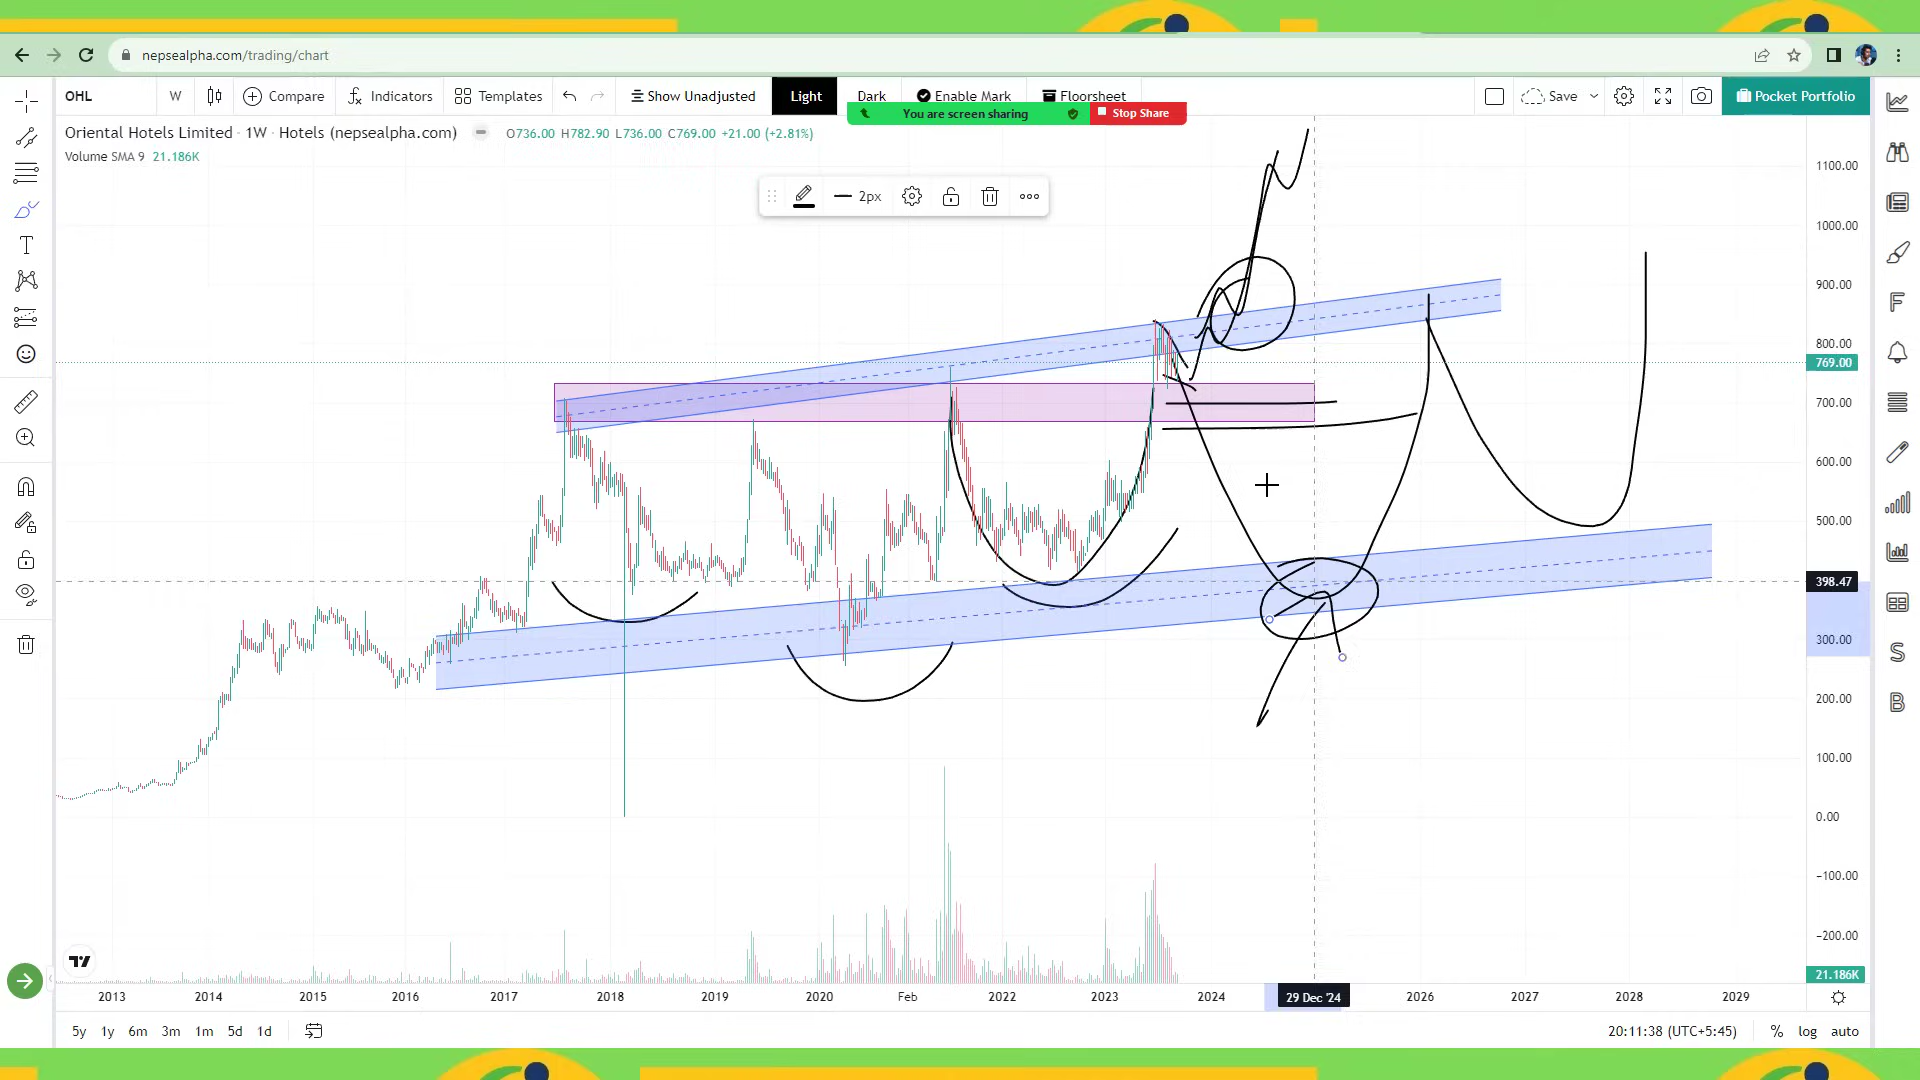 nepsealpha.com/trading/chart
OHL W Compare Indicators Templates Show Unadjusted Light Dark Enable Mark Floorsheet Save Pocket Portfolio
You are screen sharing Stop Share
Oriental Hotels Limited · 1W · Hotels (nepsealpha.com) O736.00 H782.90 L736.00 C769.00 +21.00 (+2.81%)
Volume SMA 9 21.186K
2px
1100.00
1000.00
900.00
800.00
769.00
700.00
600.00
500.00
398.47
300.00
200.00
100.00
0.00
−100.00
−200.00
21.186K
2013 2014 2015 2016 2017 2018 2019 2020 Feb 2022 2023 2024 29 Dec '24 2026 2027 2028 2029
5y 1y 6m 3m 1m 5d 1d 20:11:38 (UTC+5:45) % log auto
T
F
S
B